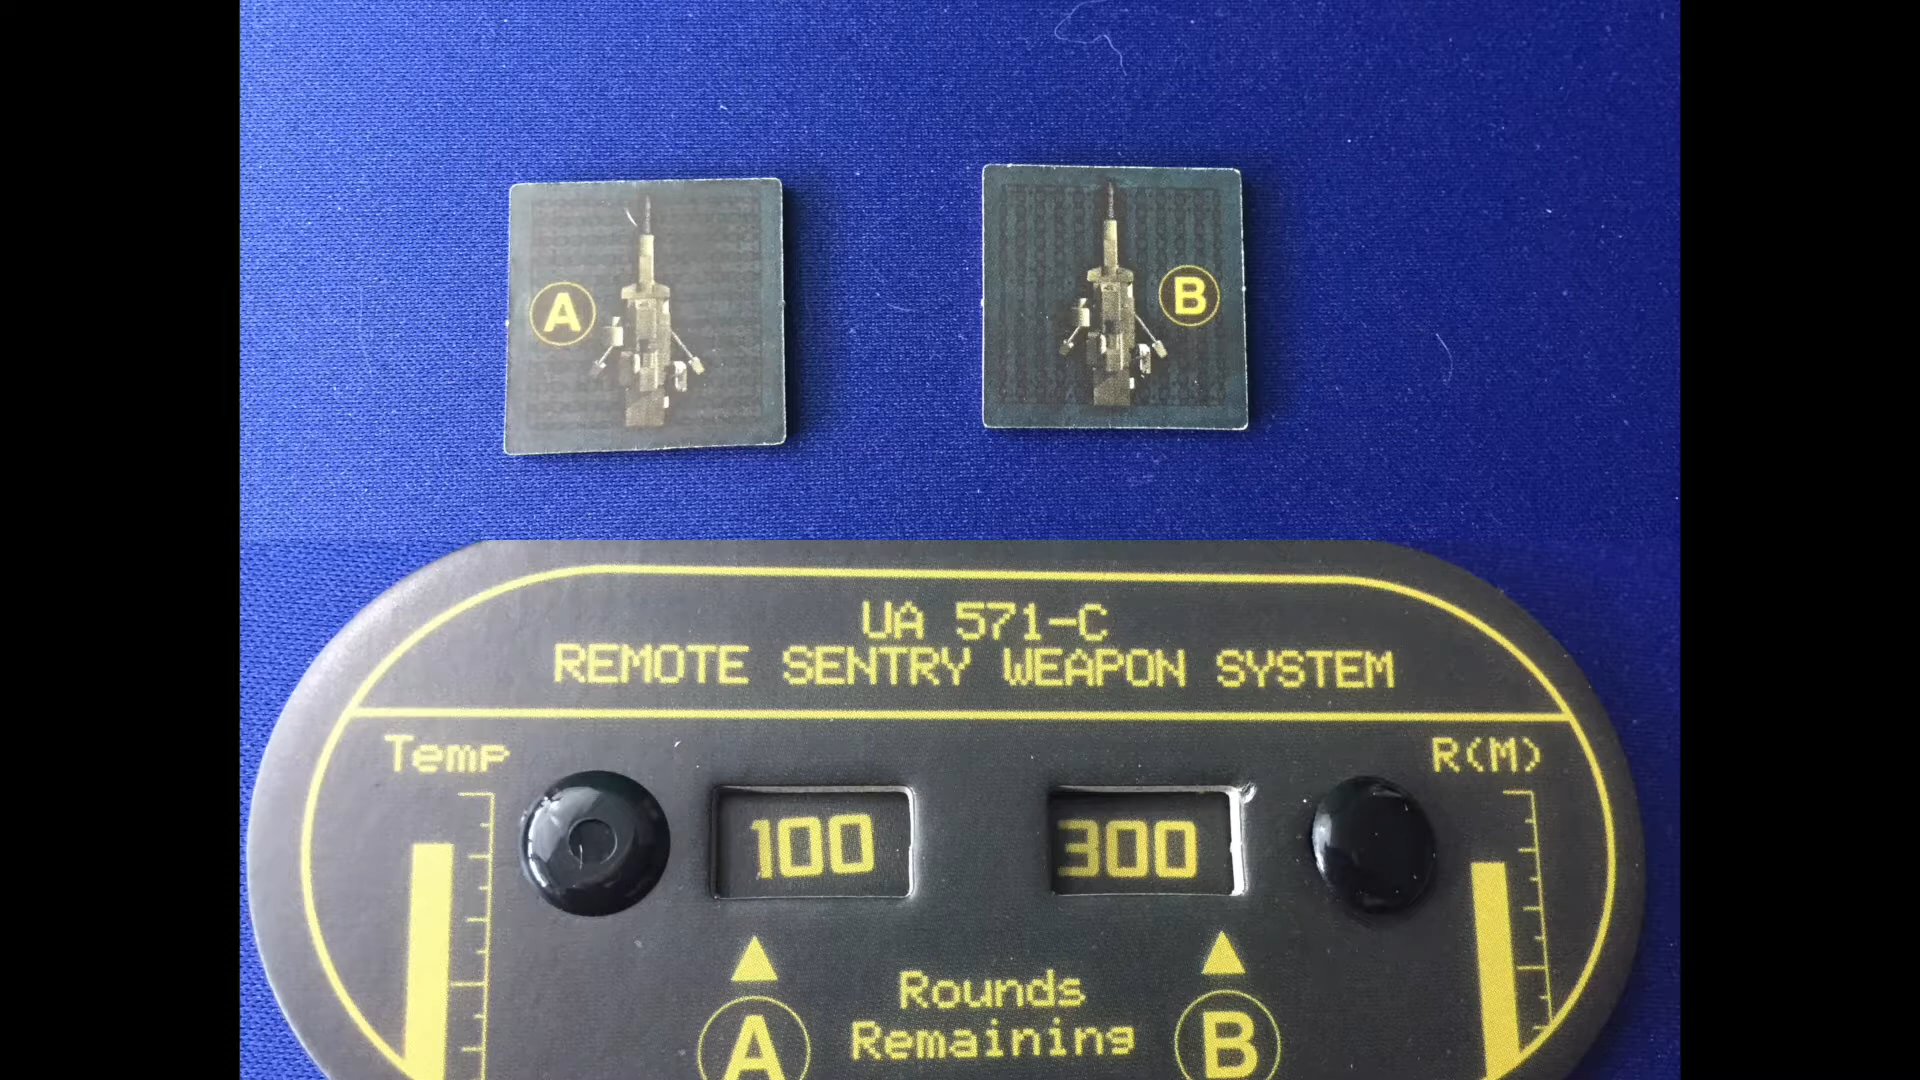 A
B
UA 571-C
REMOTE SENTRY WEAPON SYSTEM
Temp
R(M)
100
300
Rounds
Remaining
A
B